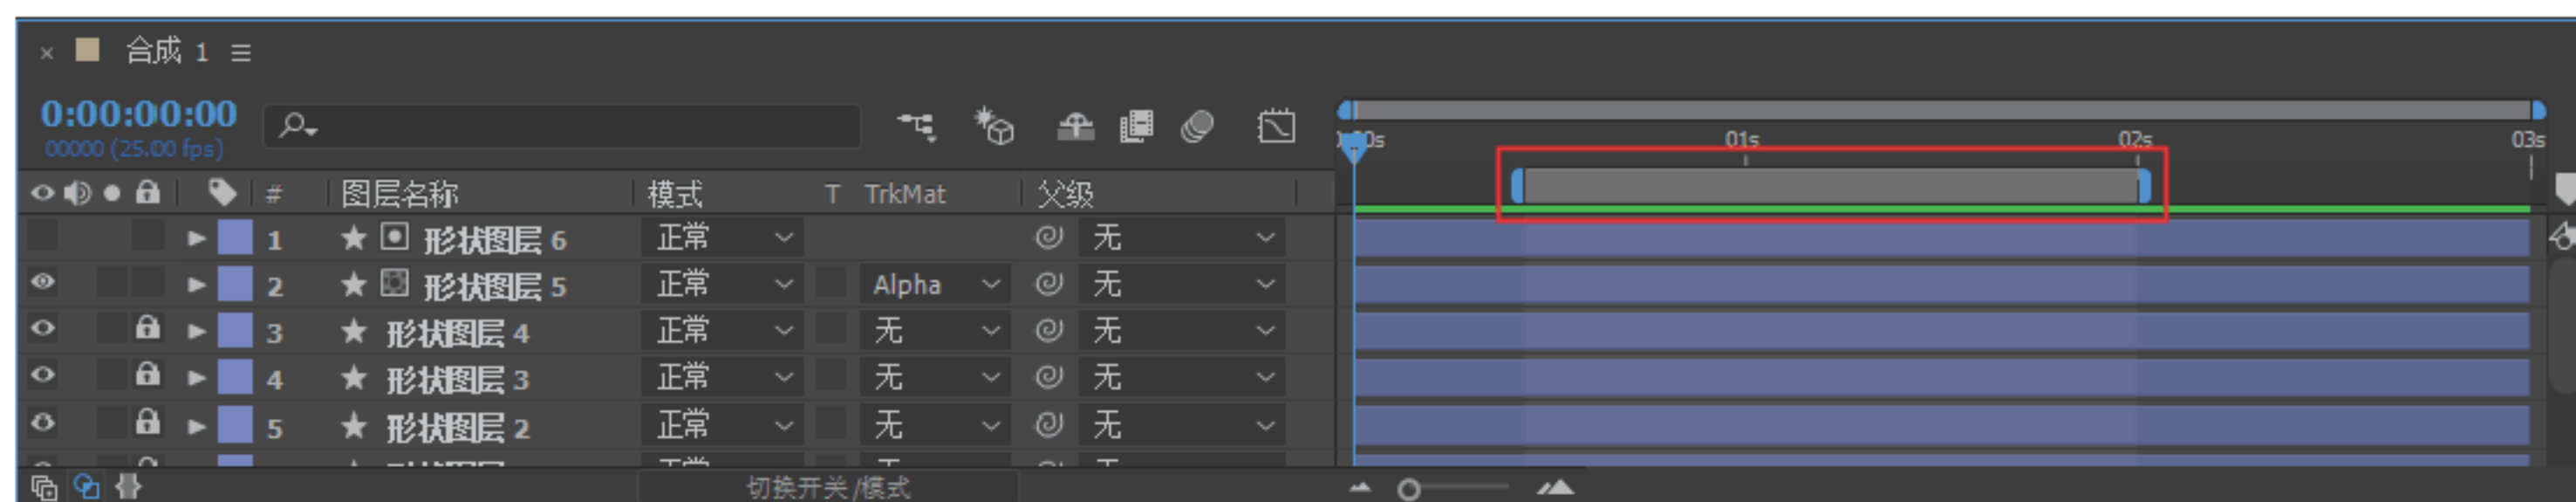 × 合成 1 ≡
0:00:00:00
00000 (25.00 fps)
01s 02s 03s
# 图层名称 模式 T TrkMat 父级
1 形状图层 6 正常 无
2 形状图层 5 正常 Alpha 无
3 形状图层 4 正常 无 无
4 形状图层 3 正常 无 无
5 形状图层 2 正常 无 无
切换开关/模式